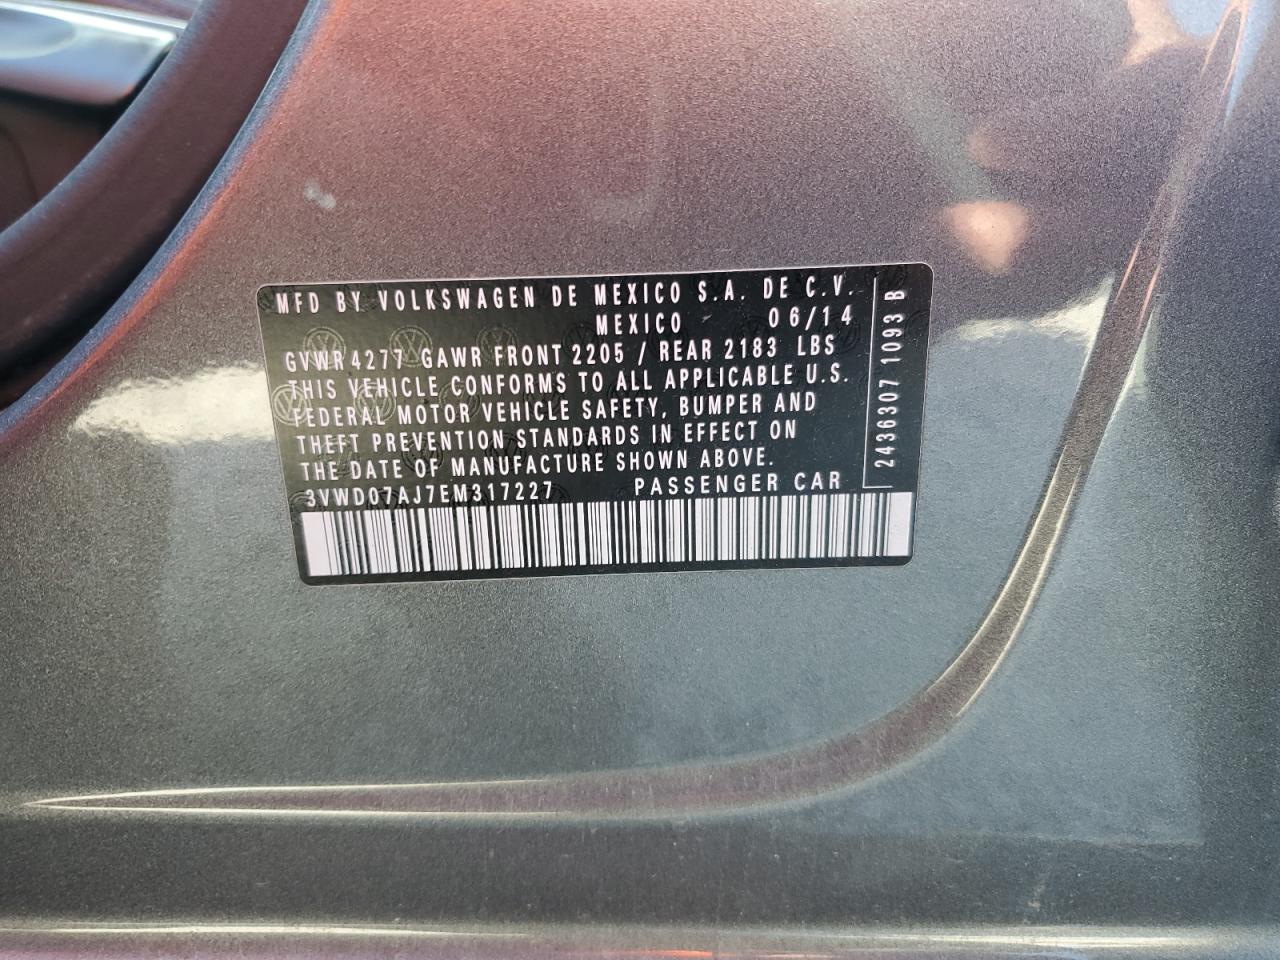 MFD BY VOLKSWAGEN DE MEXICO S.A. DE C.V.
MEXICO 06/14
GVWR 4277 GAWR FRONT 2205 / REAR 2183 LBS
THIS VEHICLE CONFORMS TO ALL APPLICABLE U.S.
FEDERAL MOTOR VEHICLE SAFETY, BUMPER AND
THEFT PREVENTION STANDARDS IN EFFECT ON
THE DATE OF MANUFACTURE SHOWN ABOVE.
3VWD07AJ7EM317227 PASSENGER CAR
2436307 1093 B